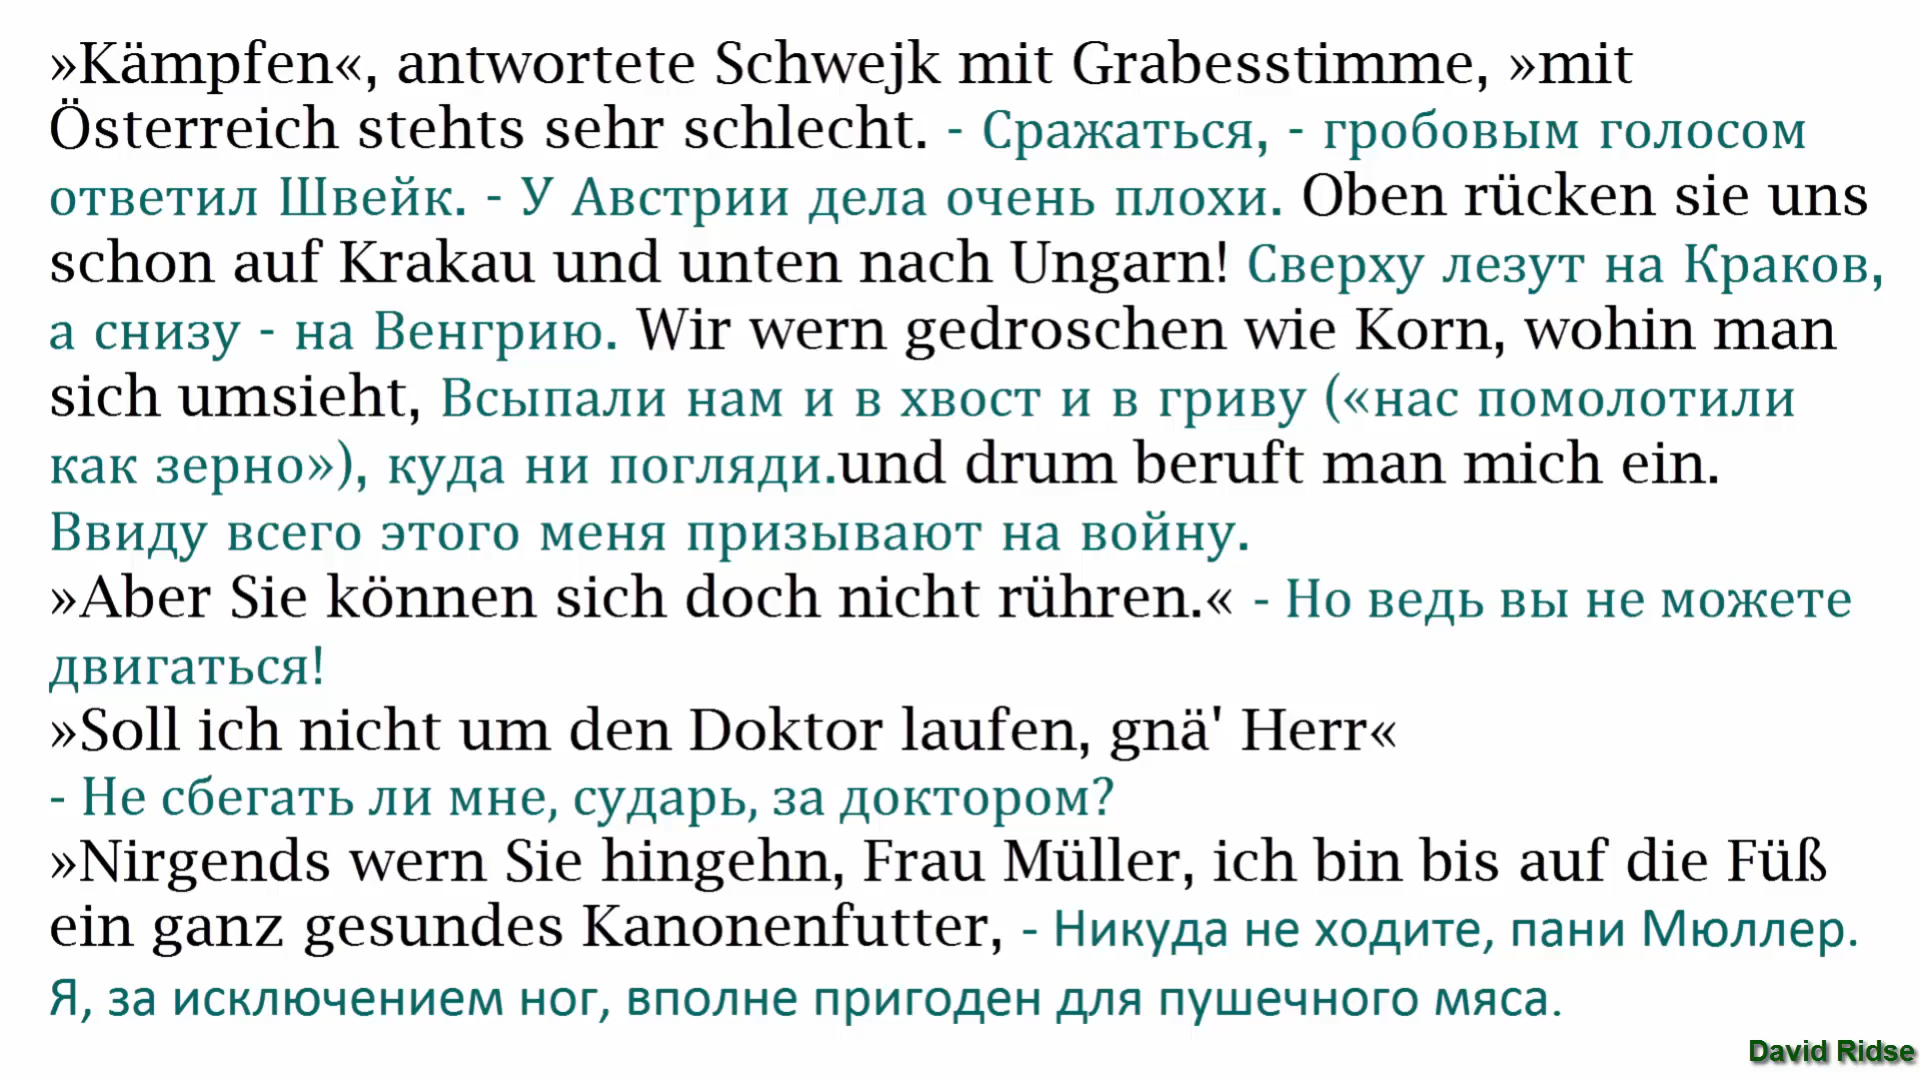 »Kämpfen«, antwortete Schwejk mit Grabesstimme, »mit
Österreich stehts sehr schlecht. - Сражаться, - гробовым голосом
ответил Швейк. - У Австрии дела очень плохи. Oben rücken sie uns
schon auf Krakau und unten nach Ungarn! Сверху лезут на Краков,
а снизу - на Венгрию. Wir wern gedroschen wie Korn, wohin man
sich umsieht, Всыпали нам и в хвост и в гриву («нас помолотили
как зерно»), куда ни погляди.und drum beruft man mich ein.
Ввиду всего этого меня призывают на войну.
»Aber Sie können sich doch nicht rühren.« - Но ведь вы не можете
двигаться!
»Soll ich nicht um den Doktor laufen, gnä' Herr«
- Не сбегать ли мне, сударь, за доктором?
»Nirgends wern Sie hingehn, Frau Müller, ich bin bis auf die Füß
ein ganz gesundes Kanonenfutter, - Никуда не ходите, пани Мюллер.
Я, за исключением ног, вполне пригоден для пушечного мяса.
David Ridse